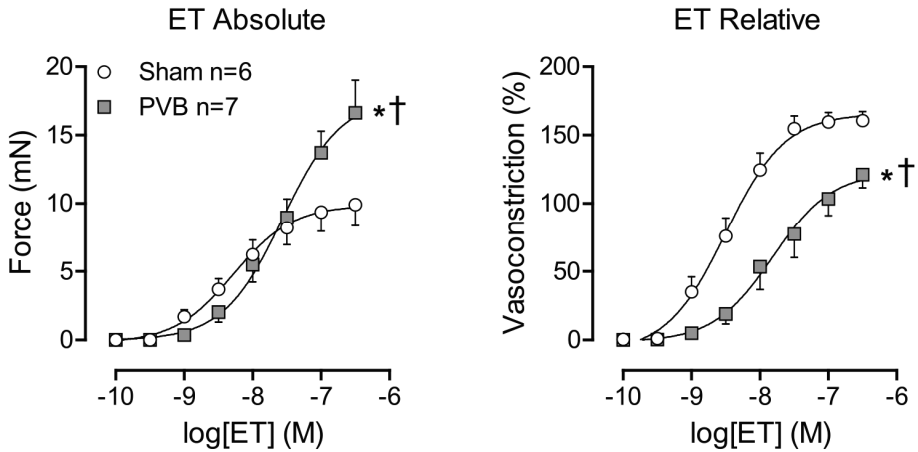 ET Absolute
Force (mN)
20
15
10
5
0
Sham n=6
PVB n=7
*†
-10 -9 -8 -7 -6
log[ET] (M)
ET Relative
Vasoconstriction (%)
200
150
100
50
0
*†
-10 -9 -8 -7 -6
log[ET] (M)